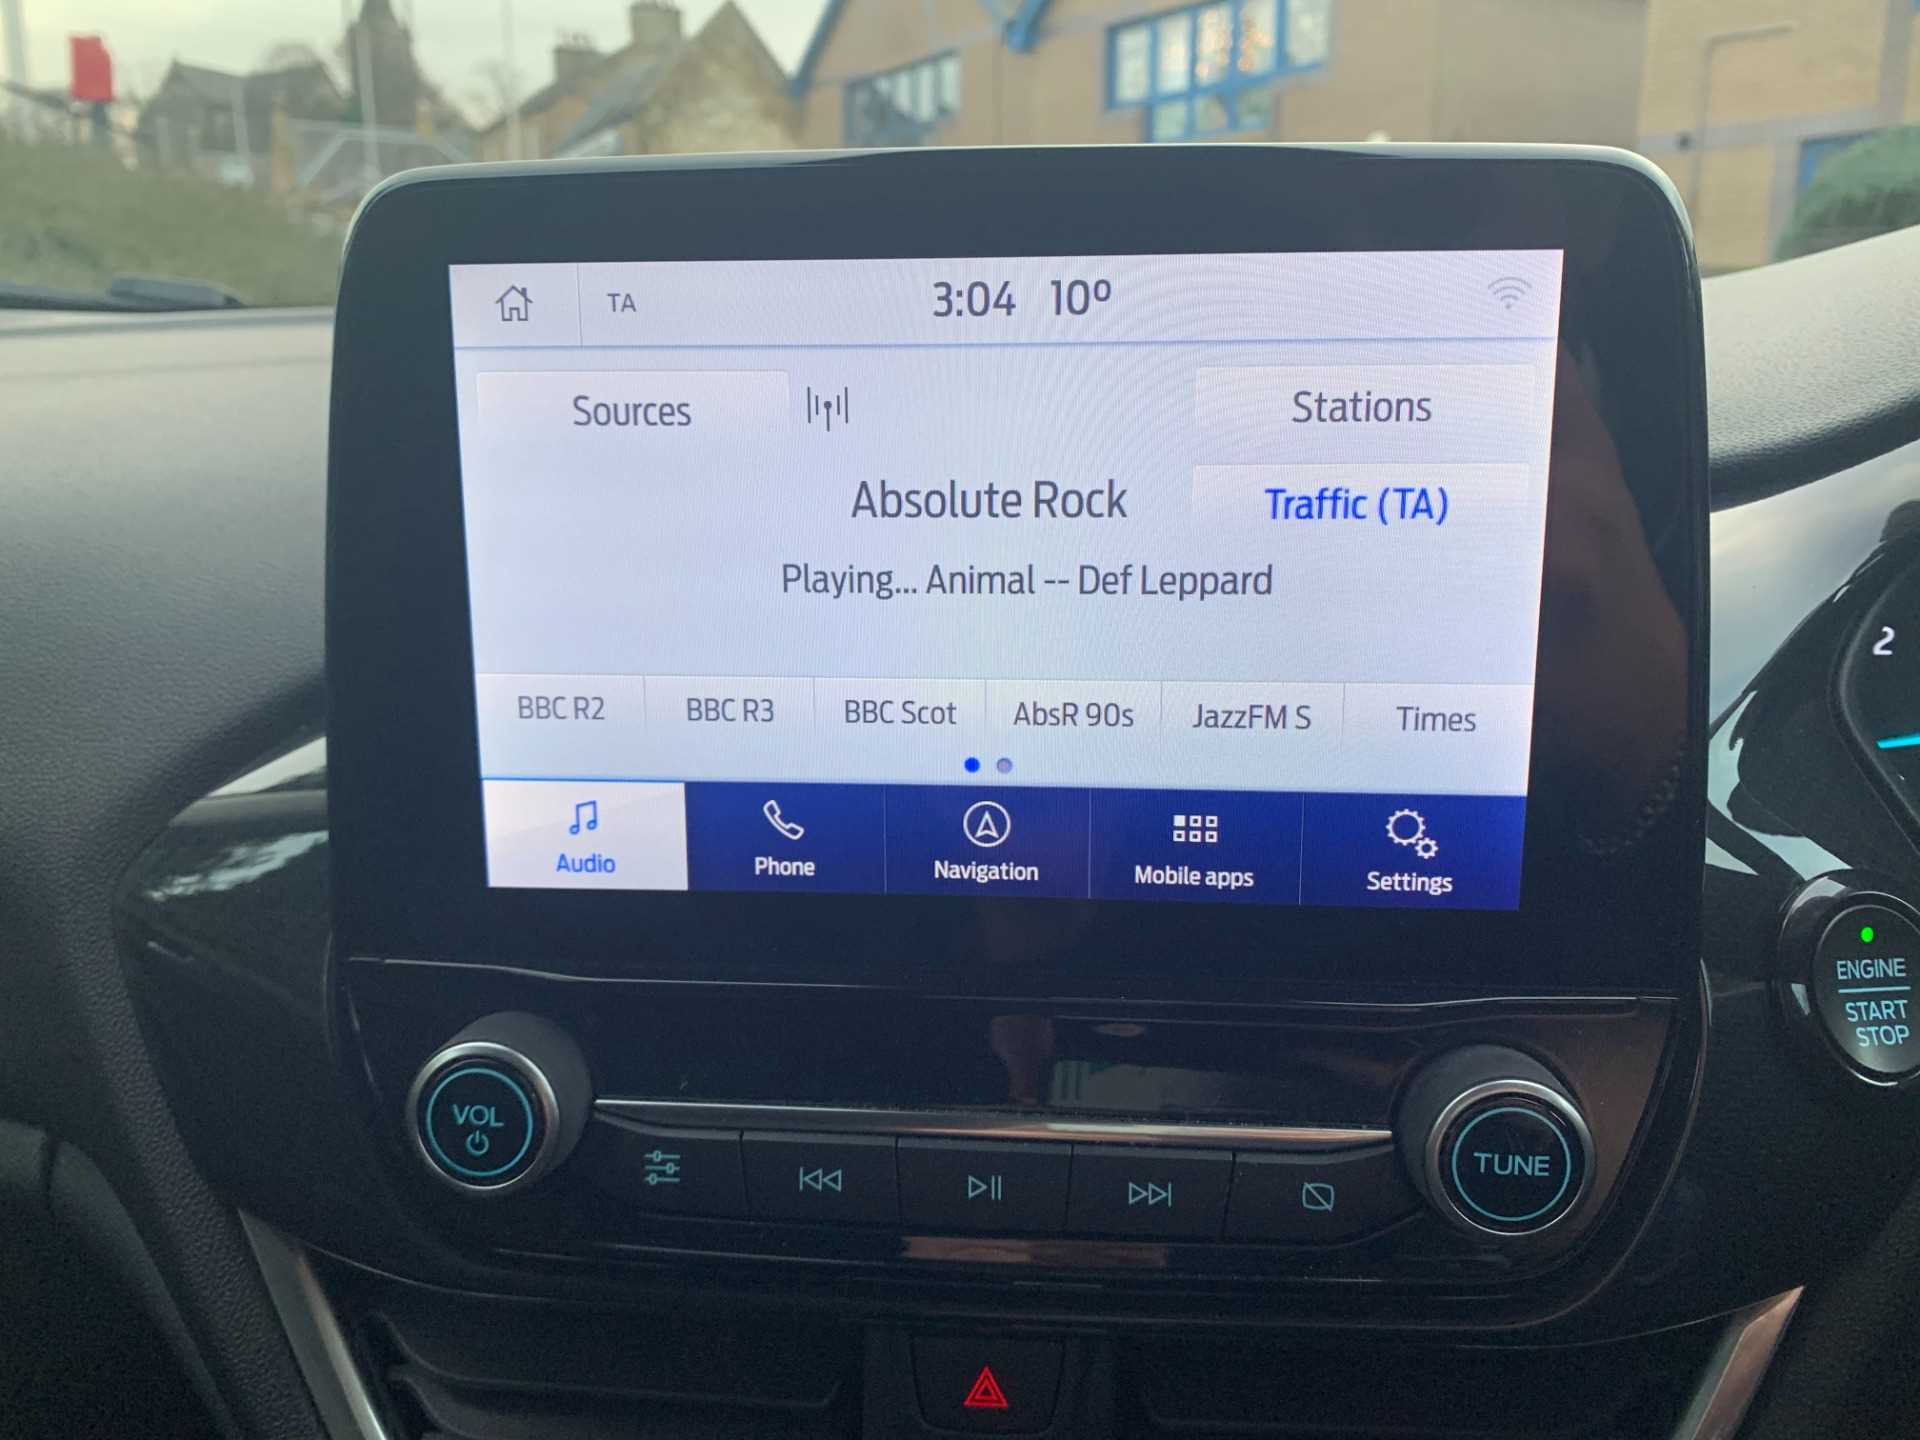 TA 3:04 10º
Sources Stations
Absolute Rock Traffic (TA)
Playing... Animal -- Def Leppard
BBC R2 BBC R3 BBC Scot AbsR 90s JazzFM S Times
Audio Phone Navigation Mobile apps Settings
2
ENGINE
START
STOP
VOL
TUNE